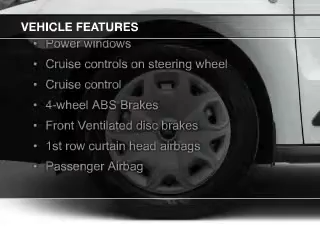 VEHICLE FEATURES
• Power windows
• Cruise controls on steering wheel
• Cruise control
• 4-wheel ABS Brakes
• Front Ventilated disc brakes
• 1st row curtain head airbags
• Passenger Airbag